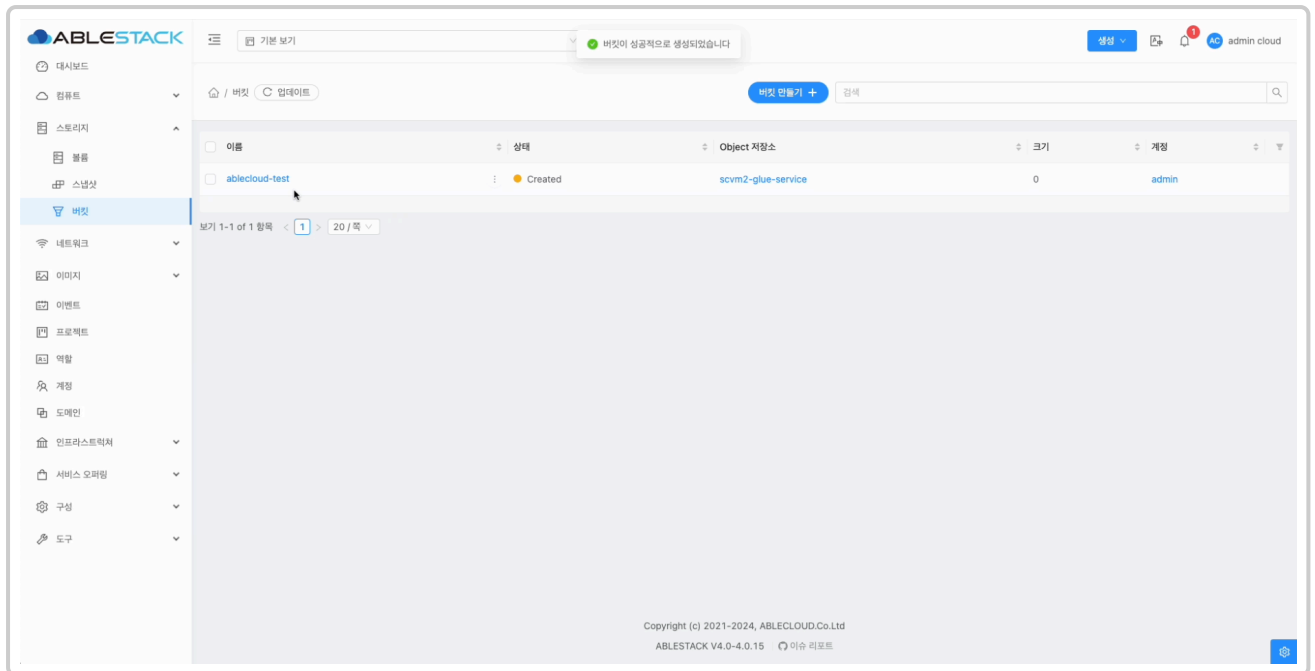 ABLESTACK
기본 보기
버킷이 성공적으로 생성되었습니다
생성
1
AC
admin cloud
대시보드
컴퓨트
스토리지
볼륨
스냅샷
버킷
네트워크
이미지
이벤트
프로젝트
역할
계정
도메인
인프라스트럭쳐
서비스 오퍼링
구성
도구
/ 버킷
업데이트
버킷 만들기 +
검색
이름 상태 Object 저장소 크기 계정
ablecloud-test Created scvm2-glue-service 0 admin
보기 1-1 of 1 항목 < 1 > 20 / 쪽
Copyright (c) 2021-2024, ABLECLOUD.Co.Ltd
ABLESTACK V4.0-4.0.15 이슈 리포트